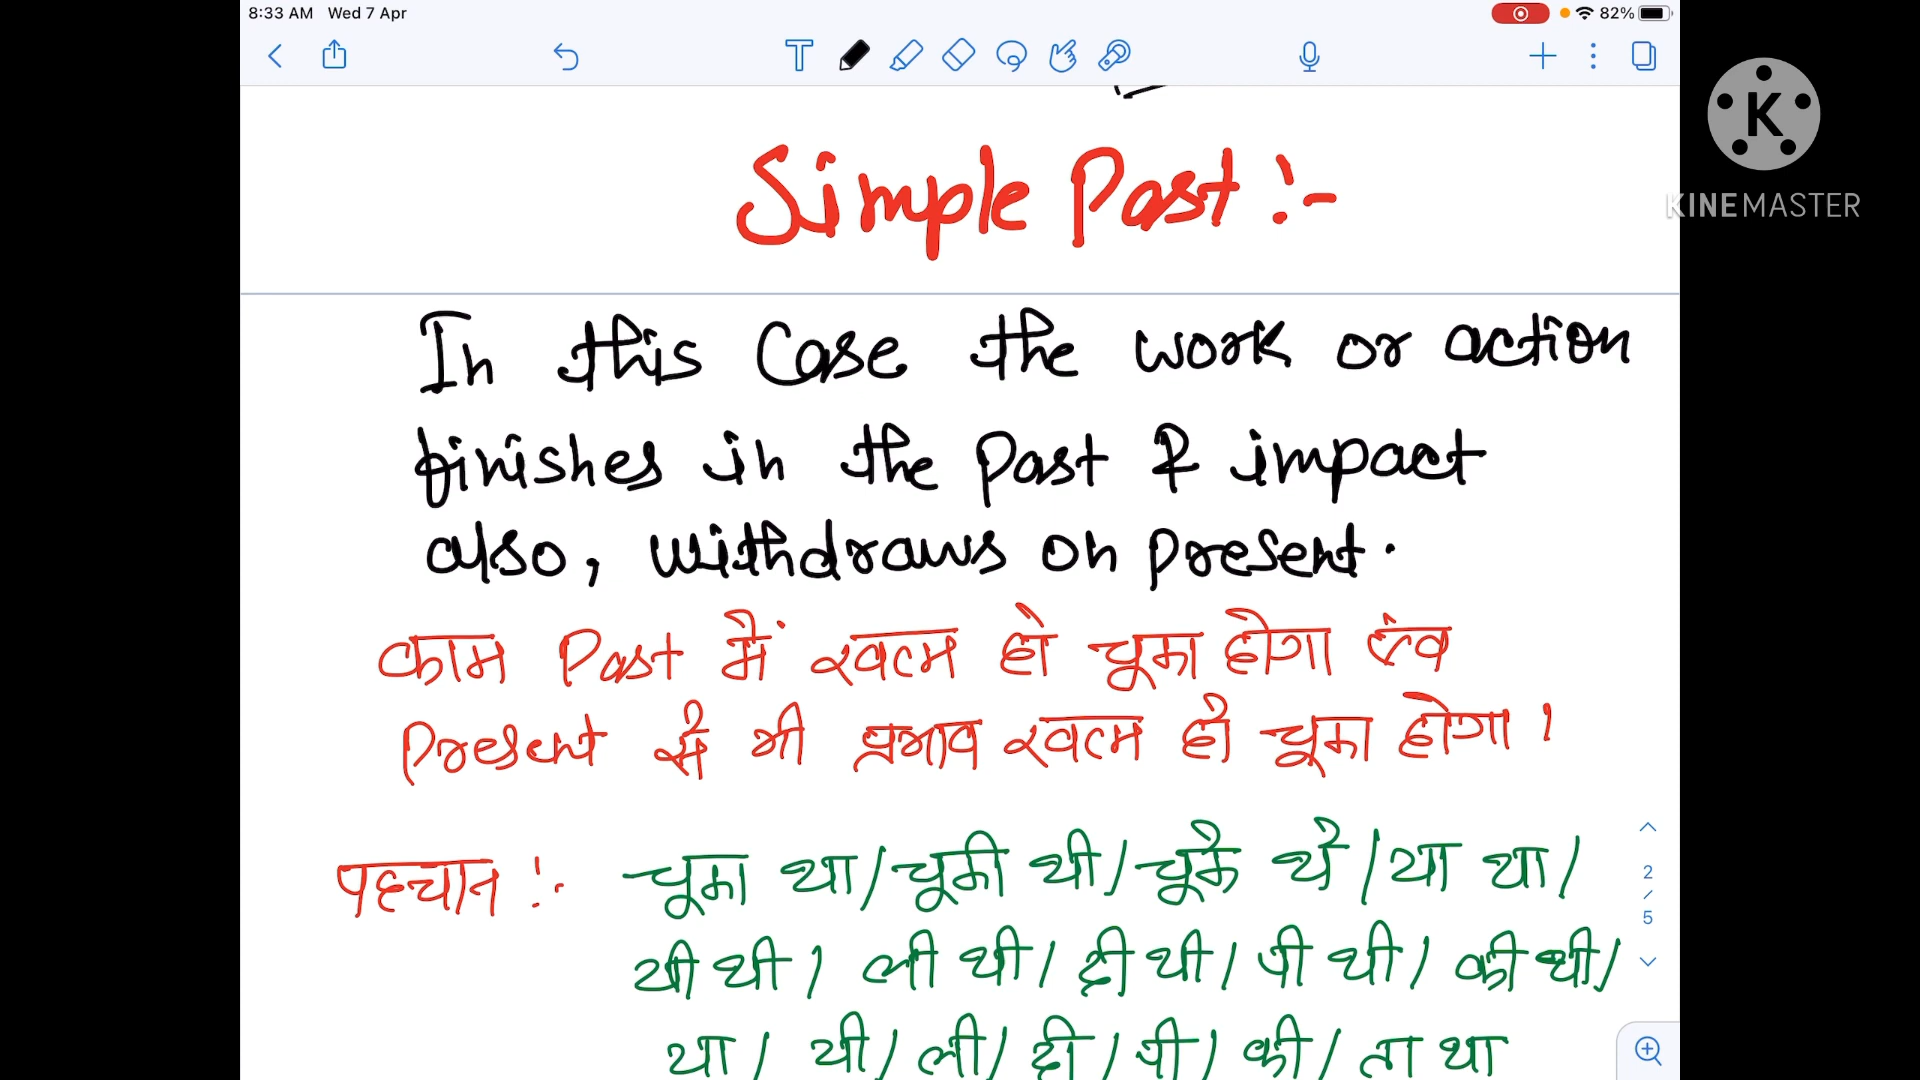 8:33 AM Wed 7 Apr
82%
K
KINEMASTER
Simple Past :-
In this Case the work or action
finishes in the Past & impact
also, withdraws on present.
काम Past में खत्म हो चूका होगा एंव
Present से भी प्रभाव खत्म हो चूका होगा।
पहचान :- चूका था/चूकी थी/चूके थे/या था/
यी थी/ ली थी/ दी थी/ पी थी/ की थी/
या/ यी/ ली/ दी/ पी/ की/ ता था
2
/
5